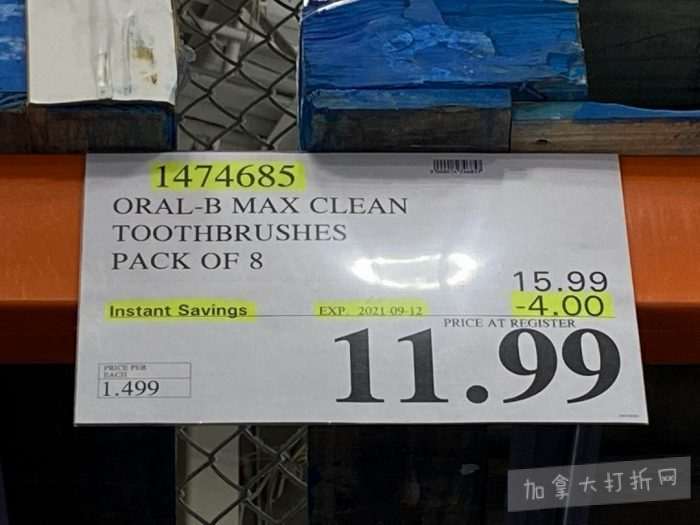 1474685
ORAL-B MAX CLEAN
TOOTHBRUSHES
PACK OF 8
15.99
Instant Savings EXP. 2021-09-12 -4.00
PRICE AT REGISTER
11.99
PRICE PER
EACH
1.499
加拿大打折网